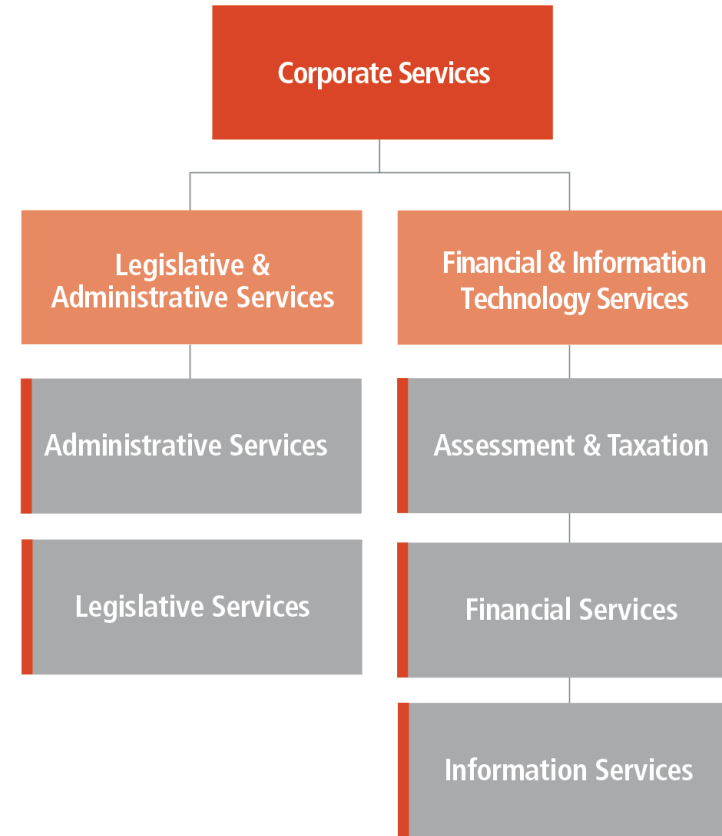 Corporate Services
Legislative &
Administrative Services
Financial & Information
Technology Services
Administrative Services
Assessment & Taxation
Legislative Services
Financial Services
Information Services